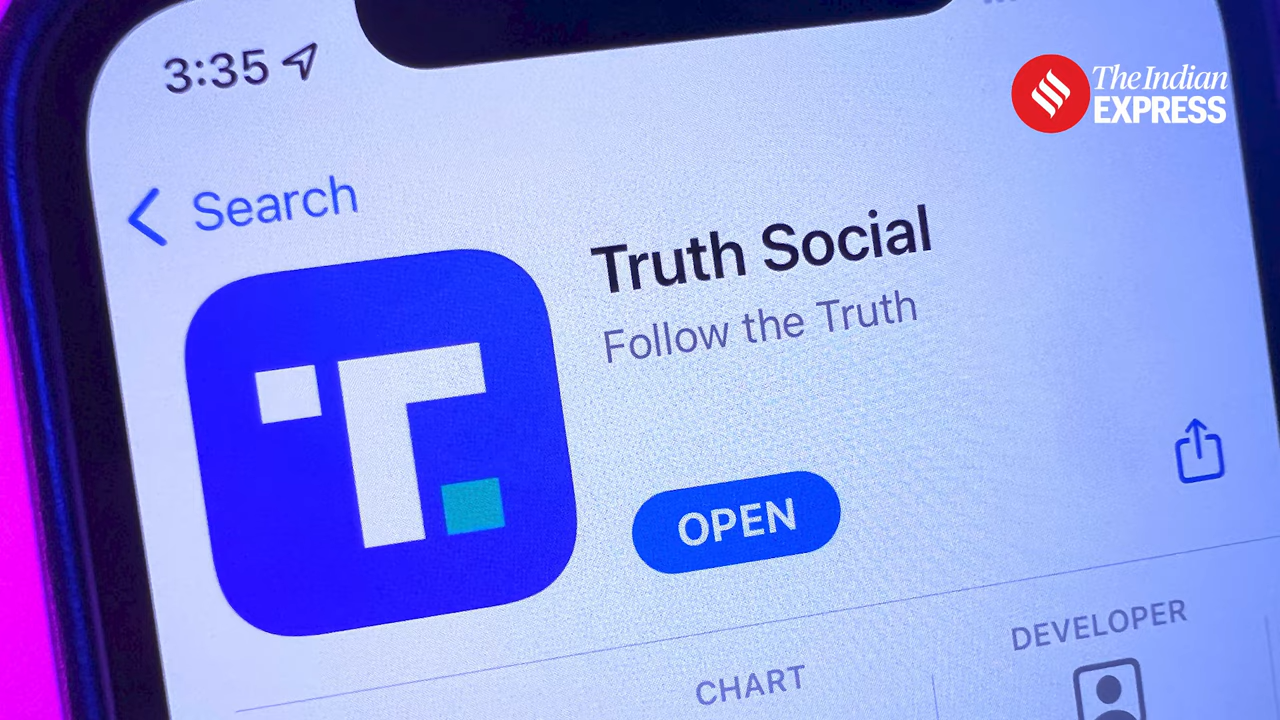 3:35
The Indian
EXPRESS
Search
Truth Social
Follow the Truth
OPEN
DEVELOPER
CHART